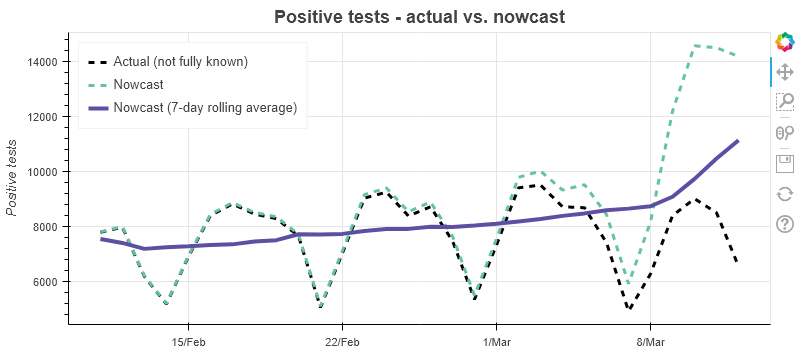 Positive tests - actual vs. nowcast
Actual (not fully known)
Nowcast
Nowcast (7-day rolling average)
Positive tests
14000
12000
10000
8000
6000
15/Feb
22/Feb
1/Mar
8/Mar
?